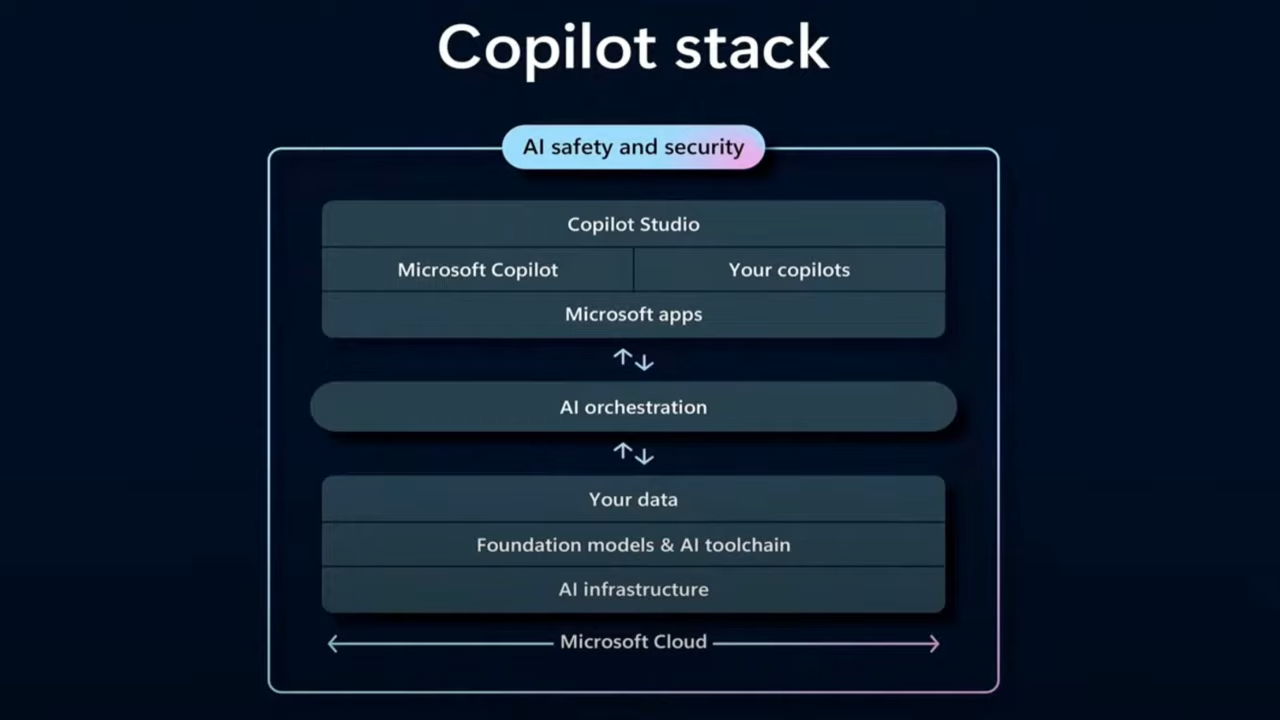 Copilot stack
AI safety and security
Copilot Studio
Microsoft Copilot
Your copilots
Microsoft apps
AI orchestration
Your data
Foundation models & AI toolchain
AI infrastructure
Microsoft Cloud